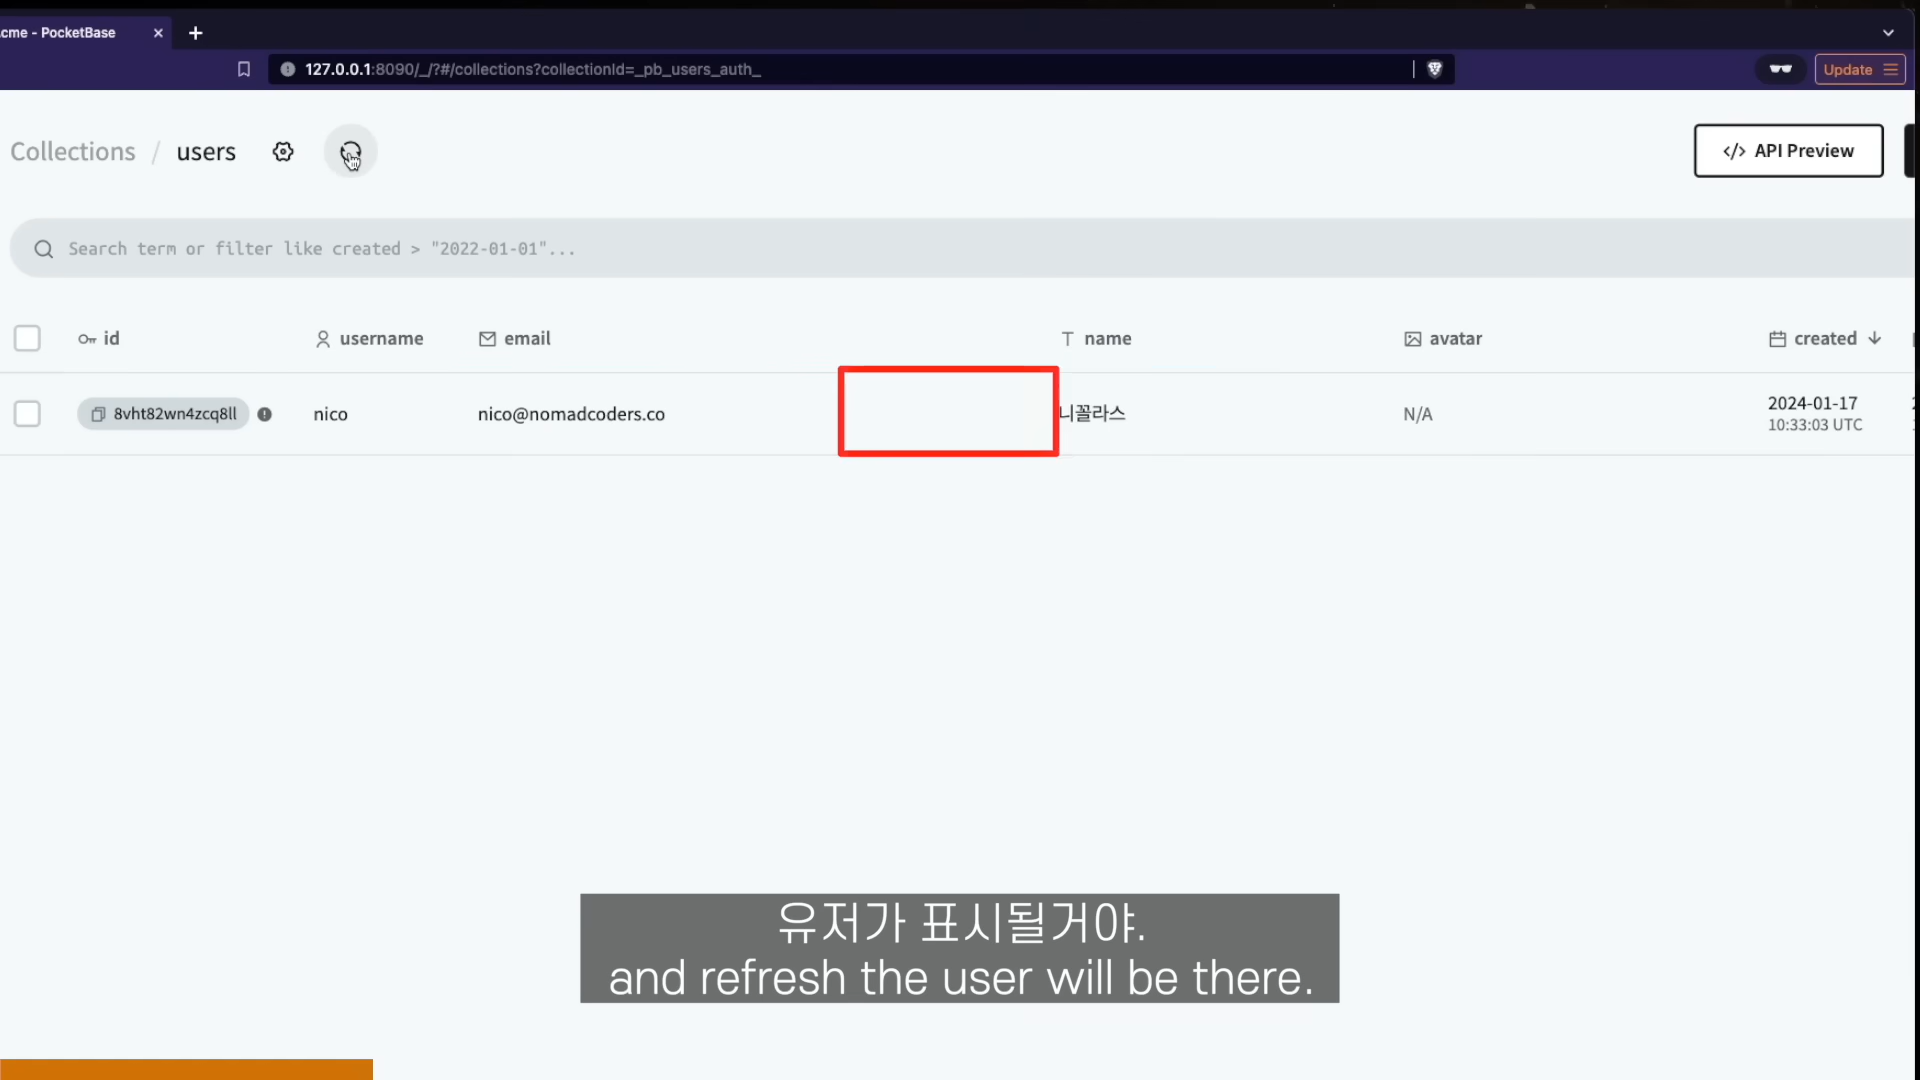 cme - PocketBase
127.0.0.1:8090/_/?#/collections?collectionId=_pb_users_auth_
Update
Collections / users
</> API Preview
Search term or filter like created > "2022-01-01"...
id username email name avatar created
8vht82wn4zcq8ll nico nico@nomadcoders.co 니꼴라스 N/A 2024-01-17
10:33:03 UTC
유저가 표시될거야.
and refresh the user will be there.